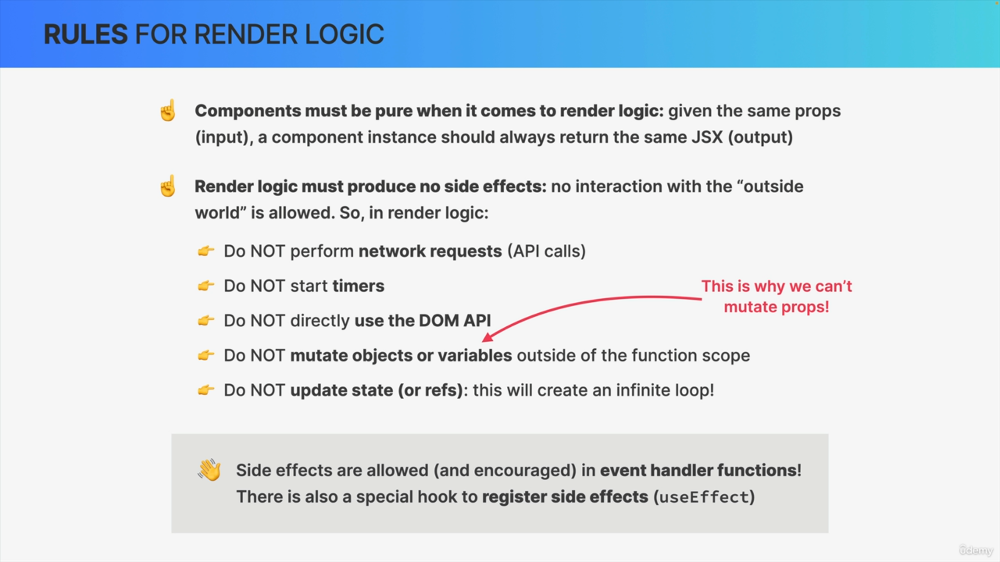 RULES FOR RENDER LOGIC
☝️ Components must be pure when it comes to render logic: given the same props
(input), a component instance should always return the same JSX (output)
☝️ Render logic must produce no side effects: no interaction with the “outside
world” is allowed. So, in render logic:
👉 Do NOT perform network requests (API calls)
👉 Do NOT start timers
This is why we can’t
mutate props!
👉 Do NOT directly use the DOM API
👉 Do NOT mutate objects or variables outside of the function scope
👉 Do NOT update state (or refs): this will create an infinite loop!
👋 Side effects are allowed (and encouraged) in event handler functions!
There is also a special hook to register side effects (useEffect)
ûdemy